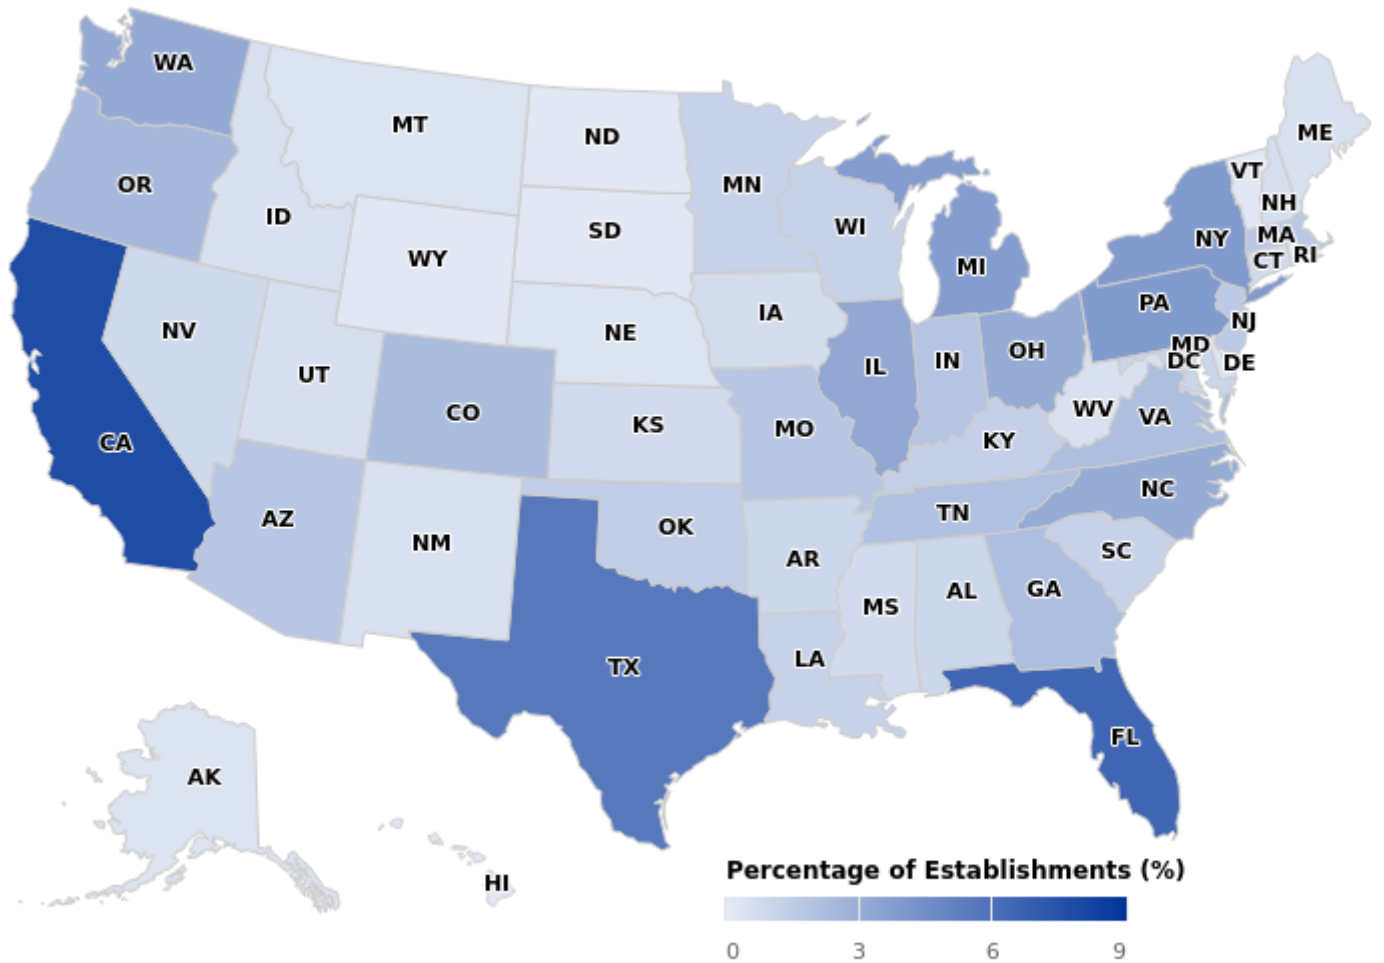 WA
MT
ND
ME
MN
VT
OR
NH
ID
WI
SD
MA
NY
WY
RI
CT
MI
PA
IA
NJ
NV
NE
MD
OH
IN
DC
DE
IL
UT
WV
CO
VA
KS
MO
KY
CA
NC
TN
AZ
OK
NM
SC
AR
GA
AL
MS
LA
TX
FL
AK
HI
Percentage of Establishments (%)
0 3 6 9